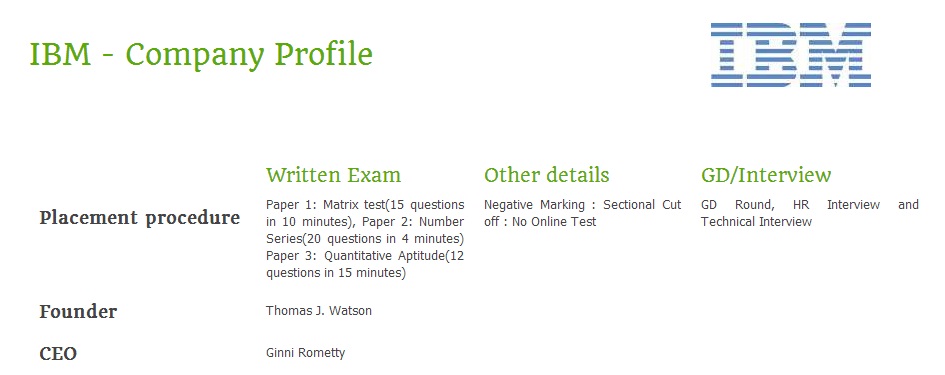 IBM - Company Profile
IBM
Written Exam
Other details
GD/Interview
Placement procedure
Paper 1: Matrix test(15 questions
in 10 minutes), Paper 2: Number
Series(20 questions in 4 minutes)
Paper 3: Quantitative Aptitude(12
questions in 15 minutes)
Negative Marking : Sectional Cut
off : No Online Test
GD Round, HR Interview and
Technical Interview
Founder
Thomas J. Watson
CEO
Ginni Rometty